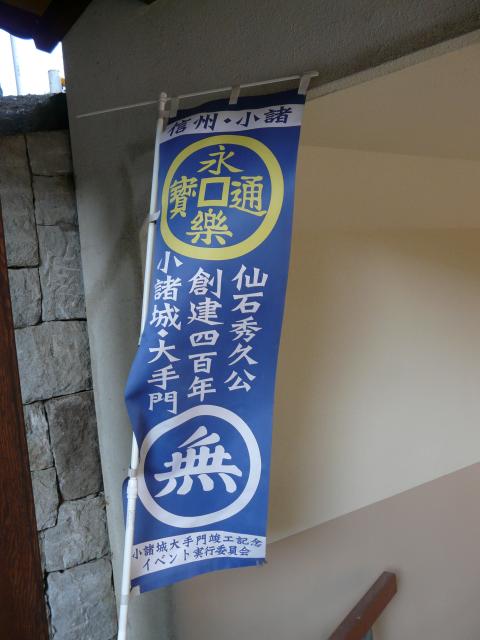 信州・小諸
永樂通寳
仙石秀久公
創建四百年
小諸城・大手門
無
小諸城大手門竣工記念
イベント実行委員会